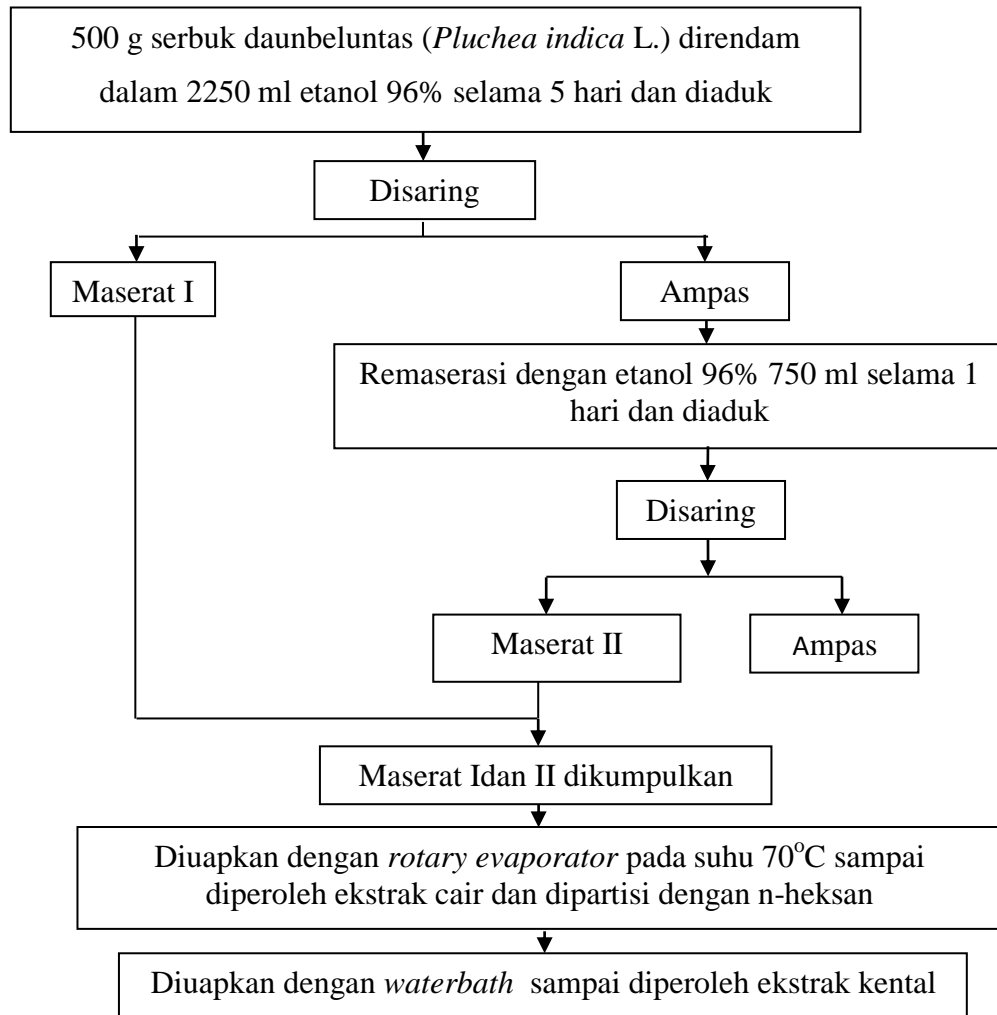 500 g serbuk daunbeluntas (Pluchea indica L.) direndam
dalam 2250 ml etanol 96% selama 5 hari dan diaduk
Disaring
Maserat I
Ampas
Remaserasi dengan etanol 96% 750 ml selama 1
hari dan diaduk
Disaring
Maserat II
Ampas
Maserat Idan II dikumpulkan
Diuapkan dengan rotary evaporator pada suhu 70oC sampai
diperoleh ekstrak cair dan dipartisi dengan n-heksan
Diuapkan dengan waterbath sampai diperoleh ekstrak kental